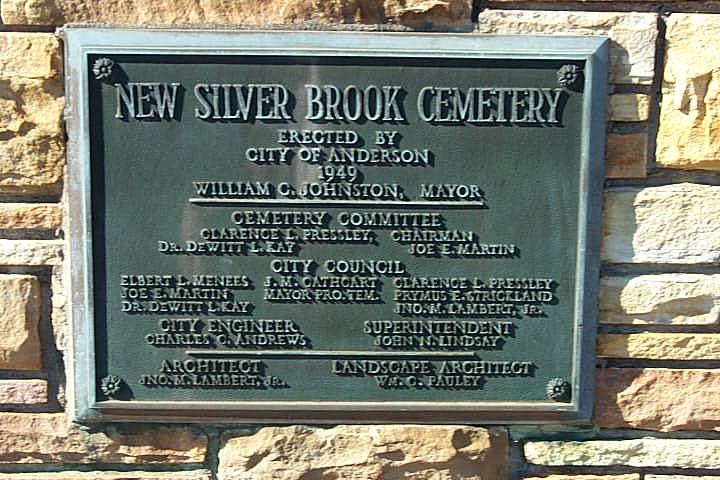 NEW SILVER BROOK CEMETERY
ERECTED BY
CITY OF ANDERSON
1949
WILLIAM C. JOHNSTON, MAYOR
CEMETERY COMMITTEE
CLARENCE L. PRESSLEY, CHAIRMAN
DR. DEWITT L. KAY JOE E. MARTIN
CITY COUNCIL
ELBERT L. MENEES J. M. CATHCART CLARENCE L. PRESSLEY
JOE E. MARTIN MAYOR PRO. TEM. PRYMUS E. STRICKLAND
DR. DEWITT L. KAY JNO. M. LAMBERT, JR.
CITY ENGINEER SUPERINTENDENT
CHARLES C. ANDREWS JOHN N. LINDSAY
ARCHITECT LANDSCAPE ARCHITECT
JNO. M. LAMBERT, JR. WM. C. PAULEY